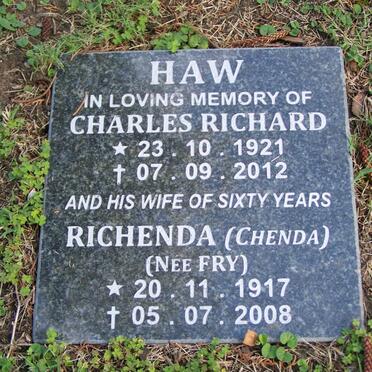 HAW
IN LOVING MEMORY OF
CHARLES RICHARD
★ 23 . 10 . 1921
† 07 . 09 . 2012
AND HIS WIFE OF SIXTY YEARS
RICHENDA (CHENDA)
(NEE FRY)
★ 20 . 11 . 1917
† 05 . 07 . 2008